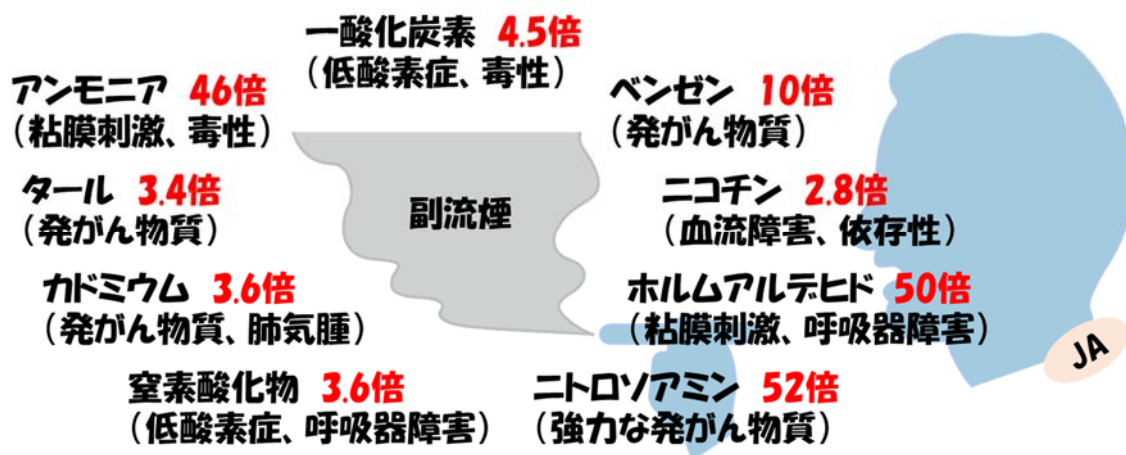 一酸化炭素 4.5倍
（低酸素症、毒性）
アンモニア 46倍
（粘膜刺激、毒性）
ベンゼン 10倍
（発がん物質）
タール 3.4倍
（発がん物質）
副流煙
ニコチン 2.8倍
（血流障害、依存性）
カドミウム 3.6倍
（発がん物質、肺気腫）
ホルムアルデヒド 50倍
（粘膜刺激、呼吸器障害）
JA
窒素酸化物 3.6倍
（低酸素症、呼吸器障害）
ニトロソアミン 52倍
（強力な発がん物質）